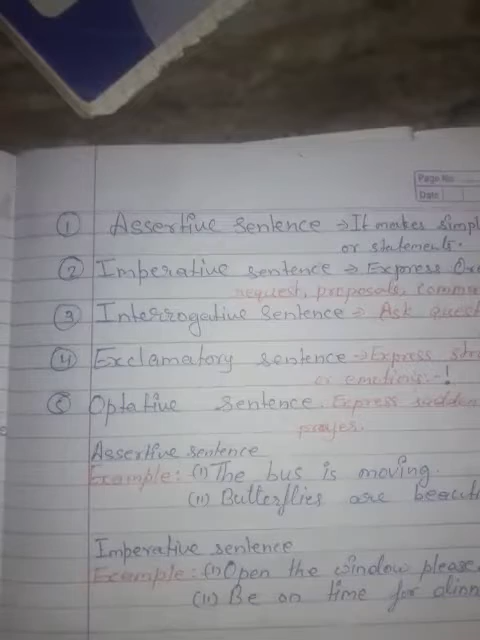 Page No.
Date
① Assertive sentence → It makes simpl
or statements.
② Imperative sentence → Express Or
request, proposals, comma
③ Interrogative sentence → Ask quest
④ Exclamatory sentence → Express str
or emotions - !
⑤ Optative sentence. Express sudden
prayer.
Assertive sentence
Example: (i) The bus is moving.
(ii) Butterflies are beauti
Imperative sentence
Example: (i) Open the window please
(ii) Be on time for dinn